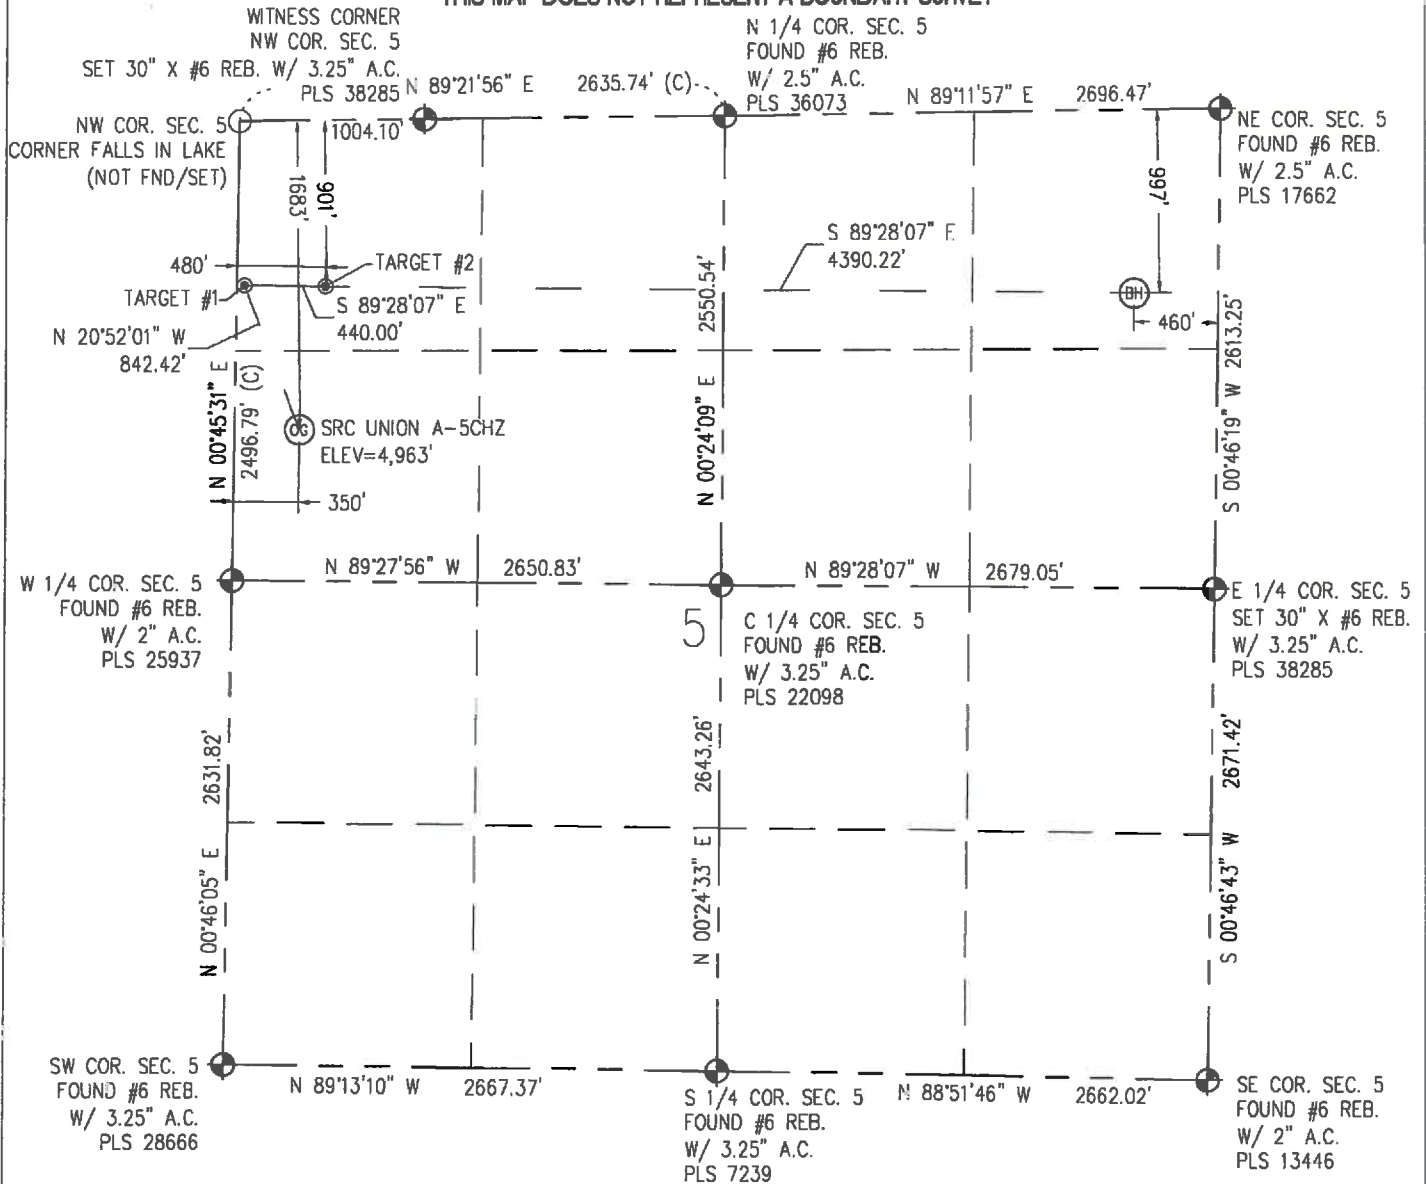 THIS MAP DOES NOT REPRESENT A BOUNDARY SURVEY
WITNESS CORNER
NW COR. SEC. 5
SET 30" X #6 REB. W/ 3.25" A.C.
PLS 38285
N 89°21'56" E
2635.74' (C)
N 1/4 COR. SEC. 5
FOUND #6 REB.
W/ 2.5" A.C.
PLS 36073
N 89°11'57" E
2696.47'
NE COR. SEC. 5
FOUND #6 REB.
W/ 2.5" A.C.
PLS 17662
NW COR. SEC. 5
CORNER FALLS IN LAKE
(NOT FND/SET)
1004.10'
1683'
901'
997'
480'
TARGET #2
TARGET #1
S 89°28'07" E
440.00'
S 89°28'07" E
4390.22'
BH
460'
N 20°52'01" W
842.42'
N 00°45'31" E
2496.79' (C)
OG
SRC UNION A-5CHZ
ELEV=4,963'
350'
N 00°24'09" E
2550.54'
S 00°46'19" W
2613.25'
W 1/4 COR. SEC. 5
FOUND #6 REB.
W/ 2" A.C.
PLS 25937
N 89°27'56" W
2650.83'
N 89°28'07" W
2679.05'
5
C 1/4 COR. SEC. 5
FOUND #6 REB.
W/ 3.25" A.C.
PLS 22098
E 1/4 COR. SEC. 5
SET 30" X #6 REB.
W/ 3.25" A.C.
PLS 38285
N 00°46'05" E
2631.82'
N 00°24'33" E
2643.26'
S 00°46'43" W
2671.42'
SW COR. SEC. 5
FOUND #6 REB.
W/ 3.25" A.C.
PLS 28666
N 89°13'10" W
2667.37'
S 1/4 COR. SEC. 5
FOUND #6 REB.
W/ 3.25" A.C.
PLS 7239
N 88°51'46" W
2662.02'
SE COR. SEC. 5
FOUND #6 REB.
W/ 2" A.C.
PLS 13446